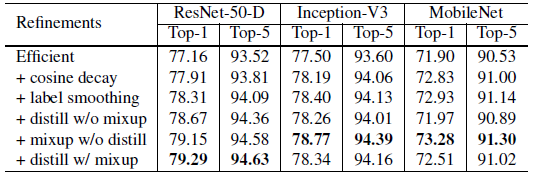 Refinements ResNet-50-D Inception-V3 MobileNet
Top-1 Top-5 Top-1 Top-5 Top-1 Top-5
Efficient 77.16 93.52 77.50 93.60 71.90 90.53
+ cosine decay 77.91 93.81 78.19 94.06 72.83 91.00
+ label smoothing 78.31 94.09 78.40 94.13 72.93 91.14
+ distill w/o mixup 78.67 94.36 78.26 94.01 71.97 90.89
+ mixup w/o distill 79.15 94.58 78.77 94.39 73.28 91.30
+ distill w/ mixup 79.29 94.63 78.34 94.16 72.51 91.02